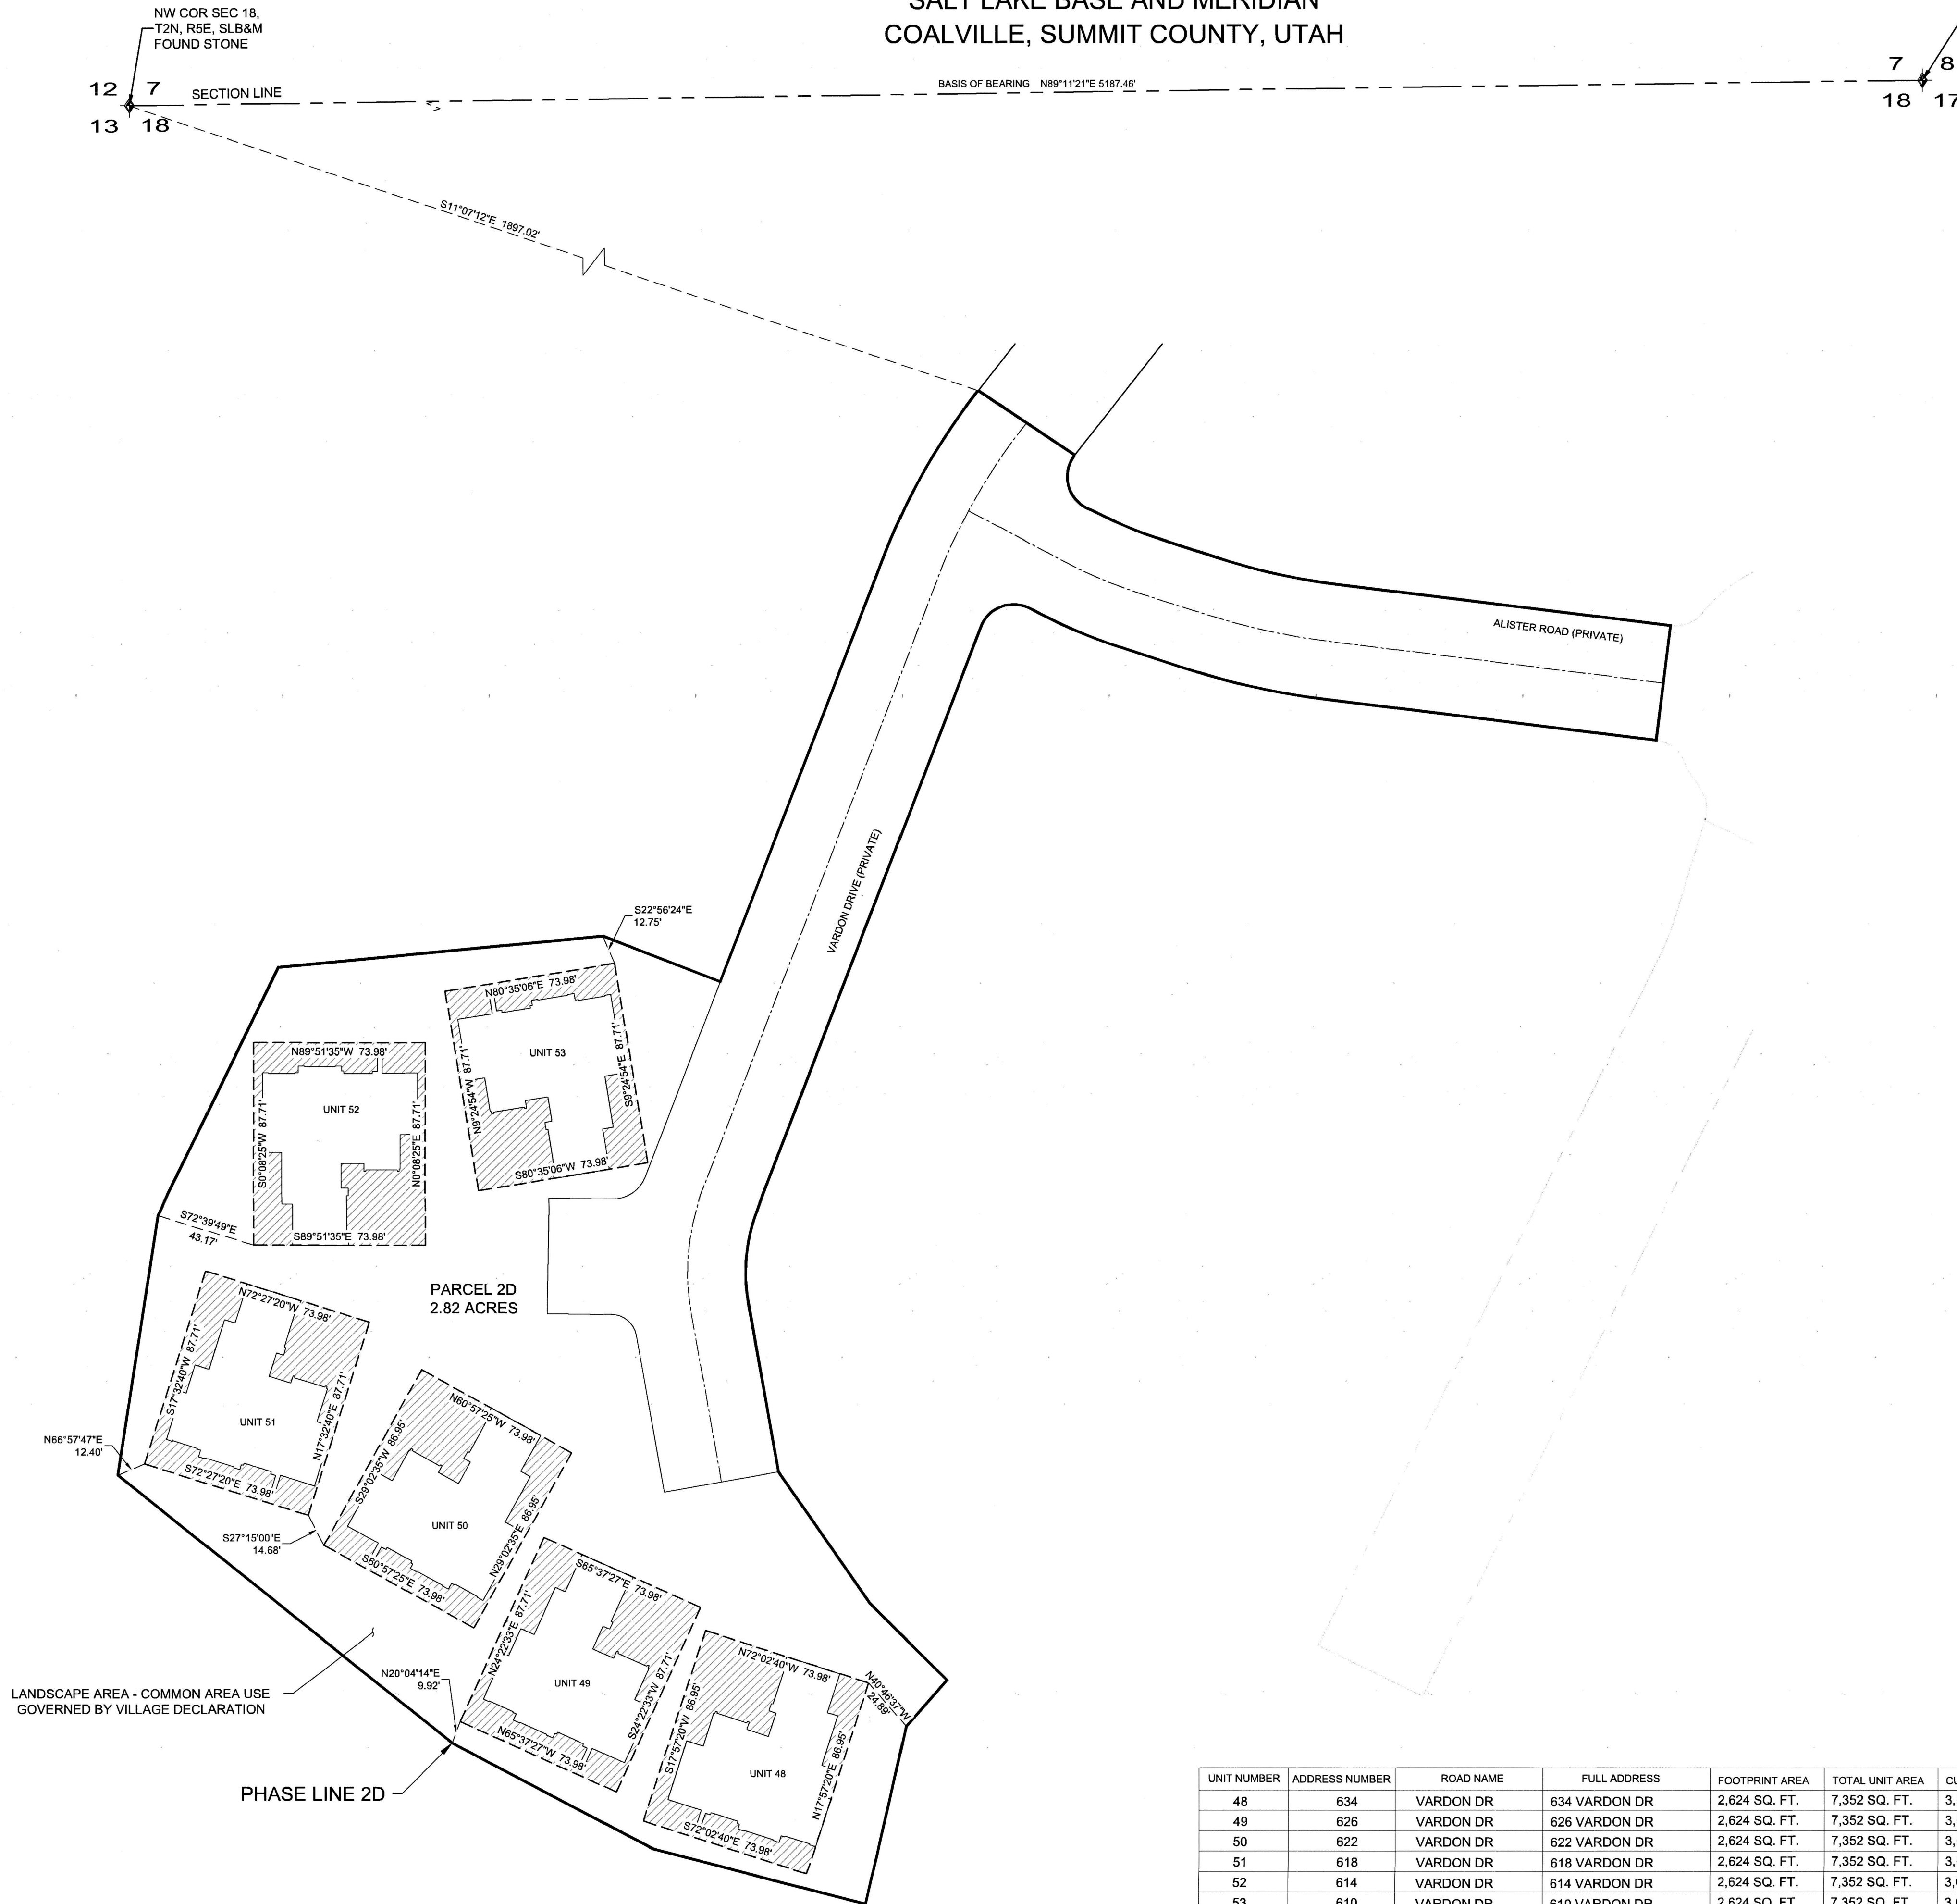 SALT LAKE BASE AND MERIDIAN
COALVILLE, SUMMIT COUNTY, UTAH
NW COR SEC 18,
T2N, R5E, SLB&M
FOUND STONE
12 7
13 18
SECTION LINE
BASIS OF BEARING N89°11'21"E 5187.46'
7 8
18 17
S11°07'12"E 1897.02'
ALISTER ROAD (PRIVATE)
VARDON DRIVE (PRIVATE)
S22°56'24"E
12.75'
N80°35'06"E 73.98'
UNIT 53
N9°24'54"W 87.71'
S9°24'54"E 87.71'
S80°35'06"W 73.98'
N89°51'35"W 73.98'
UNIT 52
S0°08'25"W 87.71'
N0°08'25"E 87.71'
S89°51'35"E 73.98'
S72°39'49"E
43.17'
PARCEL 2D
2.82 ACRES
N72°27'20"W 73.98'
S17°32'40"W 87.71'
N17°32'40"E 87.71'
UNIT 51
S72°27'20"E 73.98'
N66°57'47"E
12.40'
N60°57'25"W 73.98'
S29°02'35"W 86.95'
N29°02'35"E 86.95'
UNIT 50
S60°57'25"E 73.98'
S27°15'00"E
14.68'
S65°37'27"E 73.98'
N24°22'33"E 87.71'
S24°22'33"W 87.71'
UNIT 49
N65°37'27"W 73.98'
N20°04'14"E
9.92'
N72°02'40"W 73.98'
S17°57'20"W 86.95'
N17°57'20"E 86.95'
UNIT 48
S72°02'40"E 73.98'
N40°46'37"W
24.89'
LANDSCAPE AREA - COMMON AREA USE
GOVERNED BY VILLAGE DECLARATION
PHASE LINE 2D
UNIT NUMBER ADDRESS NUMBER ROAD NAME FULL ADDRESS FOOTPRINT AREA TOTAL UNIT AREA
48 634 VARDON DR 634 VARDON DR 2,624 SQ. FT. 7,352 SQ. FT.
49 626 VARDON DR 626 VARDON DR 2,624 SQ. FT. 7,352 SQ. FT.
50 622 VARDON DR 622 VARDON DR 2,624 SQ. FT. 7,352 SQ. FT.
51 618 VARDON DR 618 VARDON DR 2,624 SQ. FT. 7,352 SQ. FT.
52 614 VARDON DR 614 VARDON DR 2,624 SQ. FT. 7,352 SQ. FT.
53 610 VARDON DR 610 VARDON DR 2,624 SQ. FT. 7,352 SQ. FT.